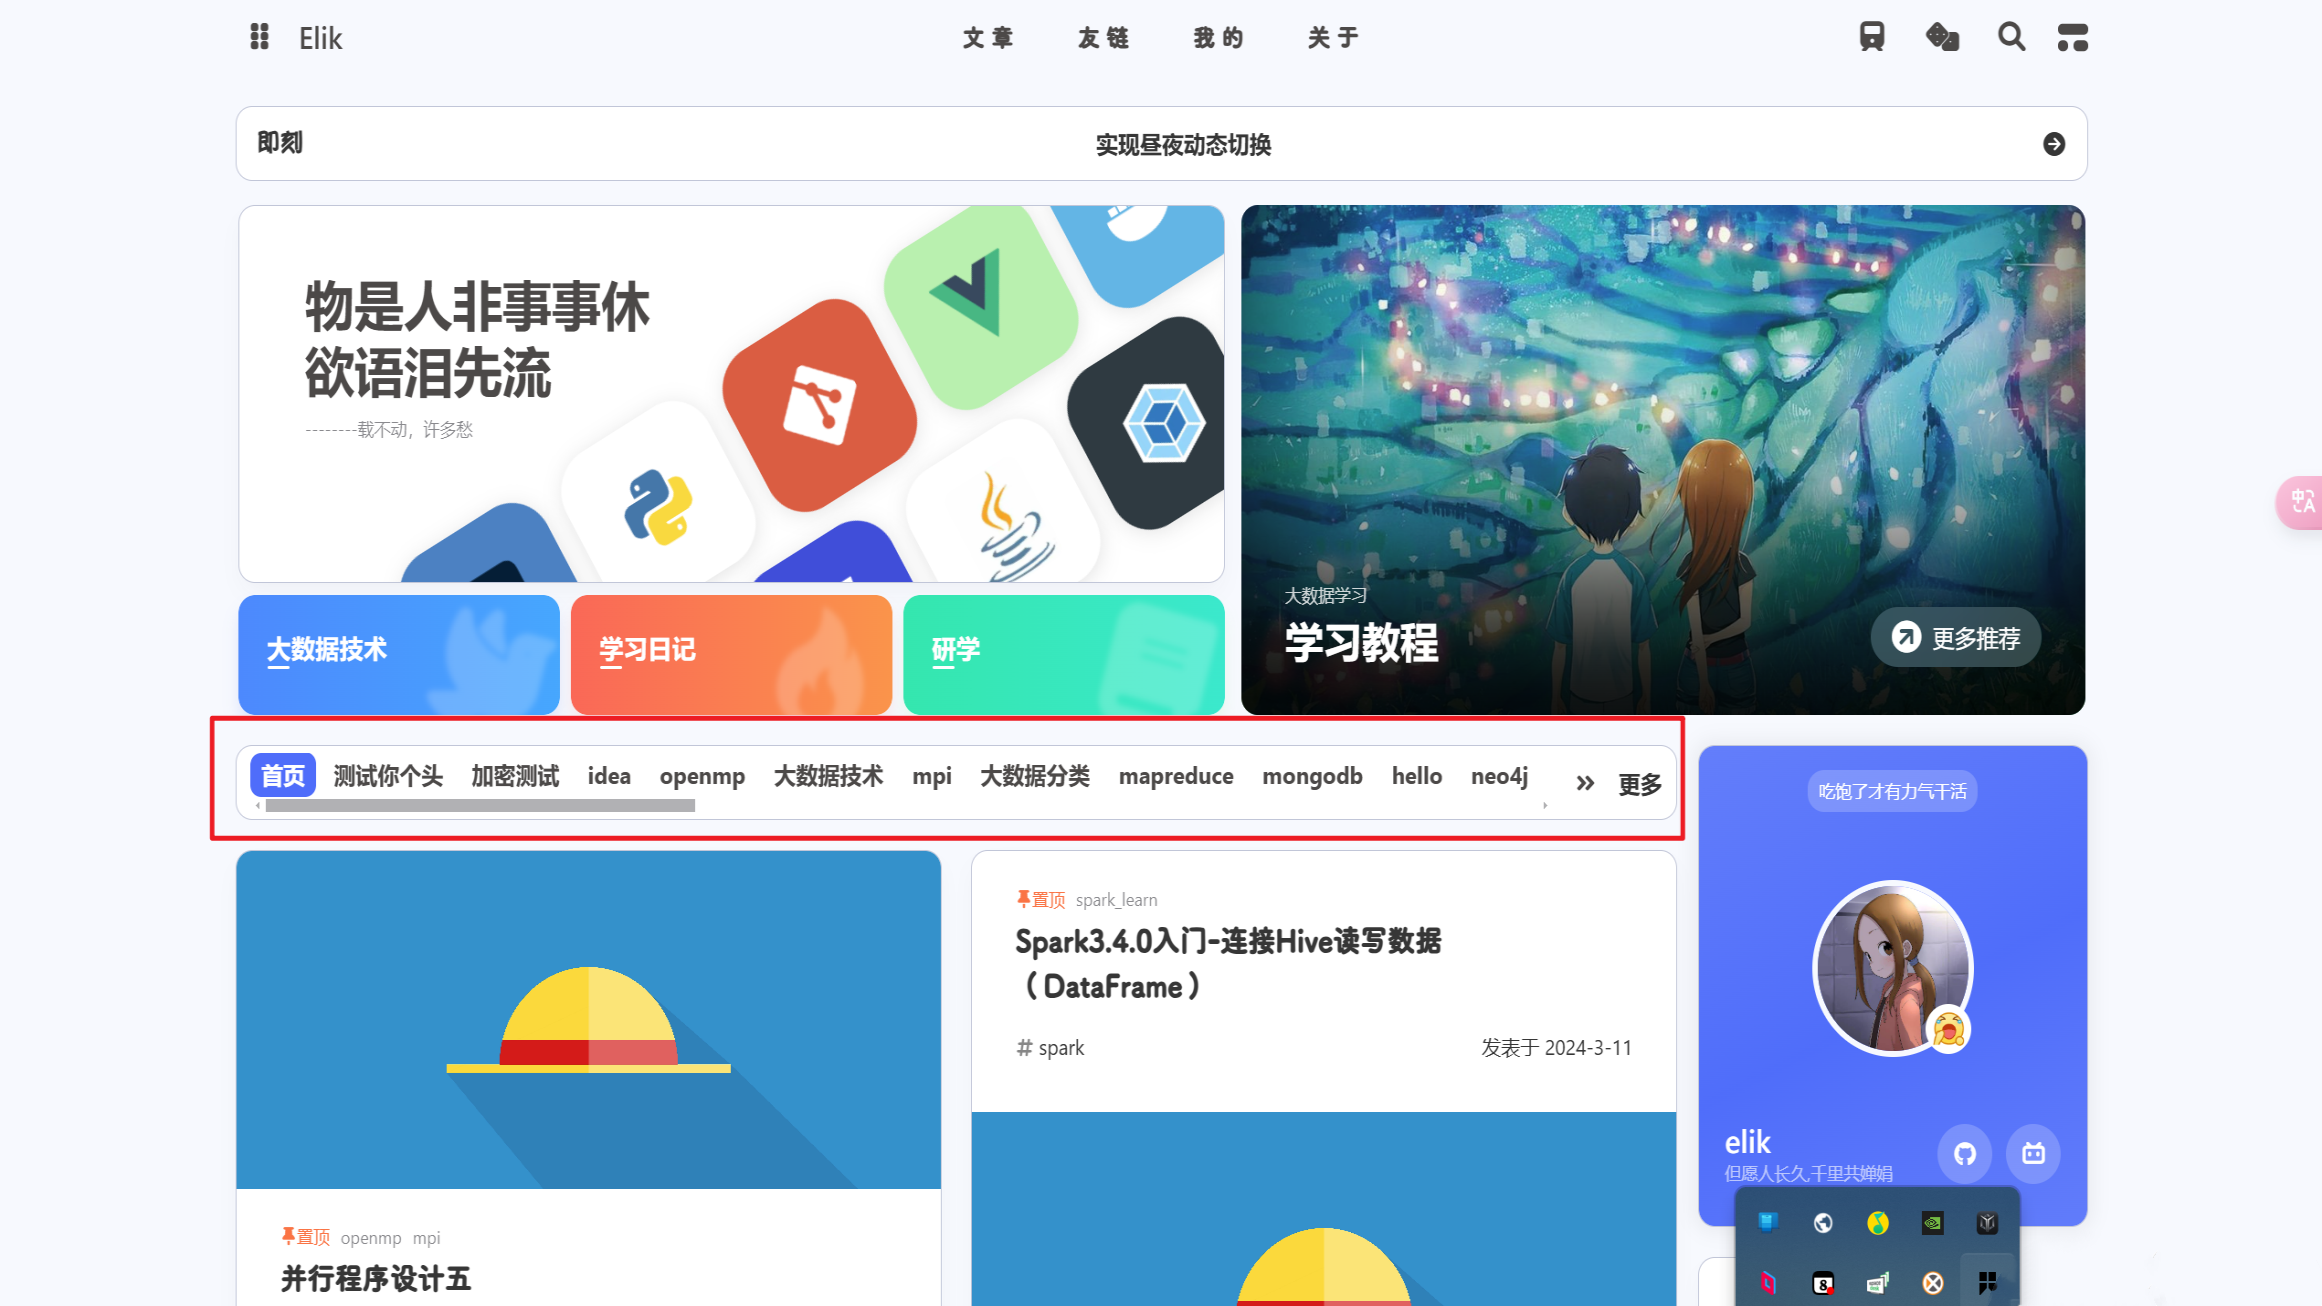 Elik
文章 友链 我的 关于
即刻
实现昼夜动态切换
物是人非事事休
欲语泪先流
--------载不动，许多愁
大数据学习
学习教程
更多推荐
大数据技术
学习日记
研学
首页 测试你个头 加密测试 idea openmp 大数据技术 mpi 大数据分类 mapreduce mongodb hello neo4j
更多
吃饱了才有力气干活
elik
但愿人长久,千里共婵娟
置顶 spark_learn
Spark3.4.0入门-连接Hive读写数据
（DataFrame）
# spark
发表于 2024-3-11
置顶 openmp mpi
并行程序设计五
中A
8